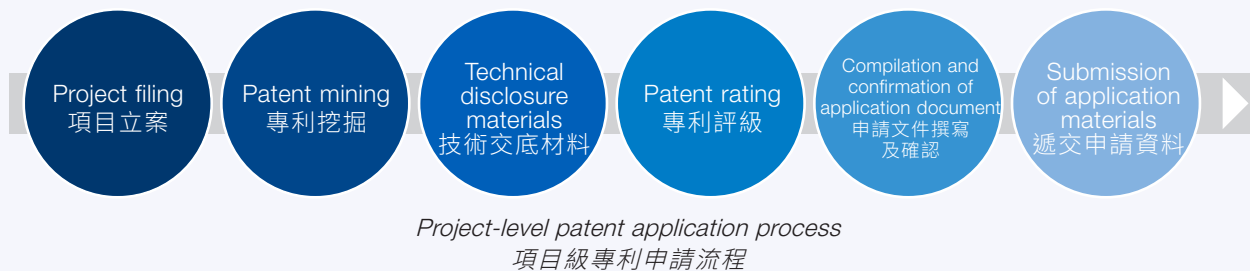 Project filing
項目立案
Patent mining
專利挖掘
Technical
disclosure
materials
技術交底材料
Patent rating
專利評級
Compilation and
confirmation of
application document
申請文件撰寫
及確認
Submission
of application
materials
遞交申請資料
Project-level patent application process
項目級專利申請流程